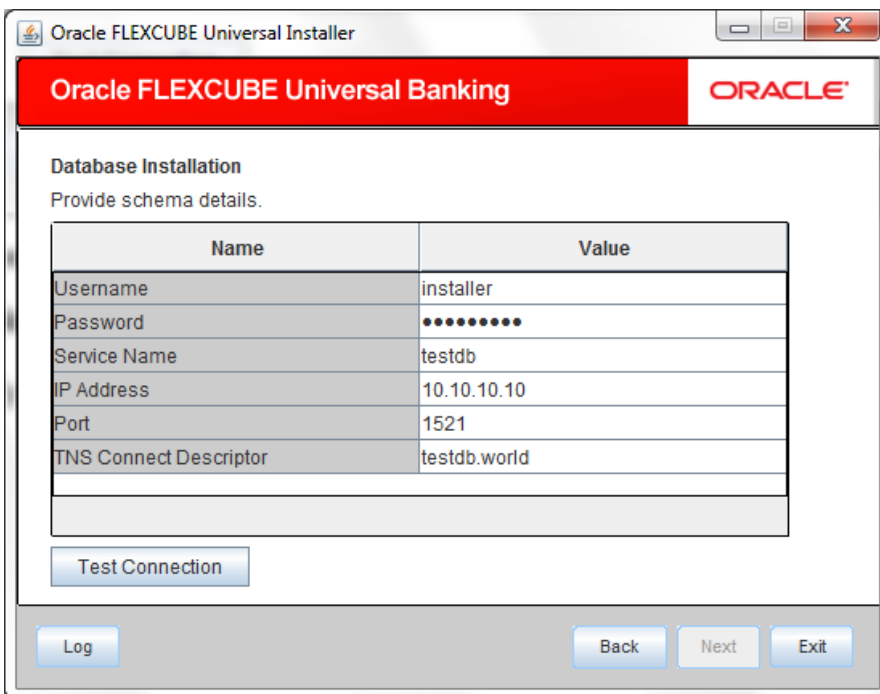 Oracle FLEXCUBE Universal Installer
Oracle FLEXCUBE Universal Banking
ORACLE
Database Installation
Provide schema details.
Name Value
Username installer
Password •••••••••
Service Name testdb
IP Address 10.10.10.10
Port 1521
TNS Connect Descriptor testdb.world
Test Connection
Log Back Next Exit